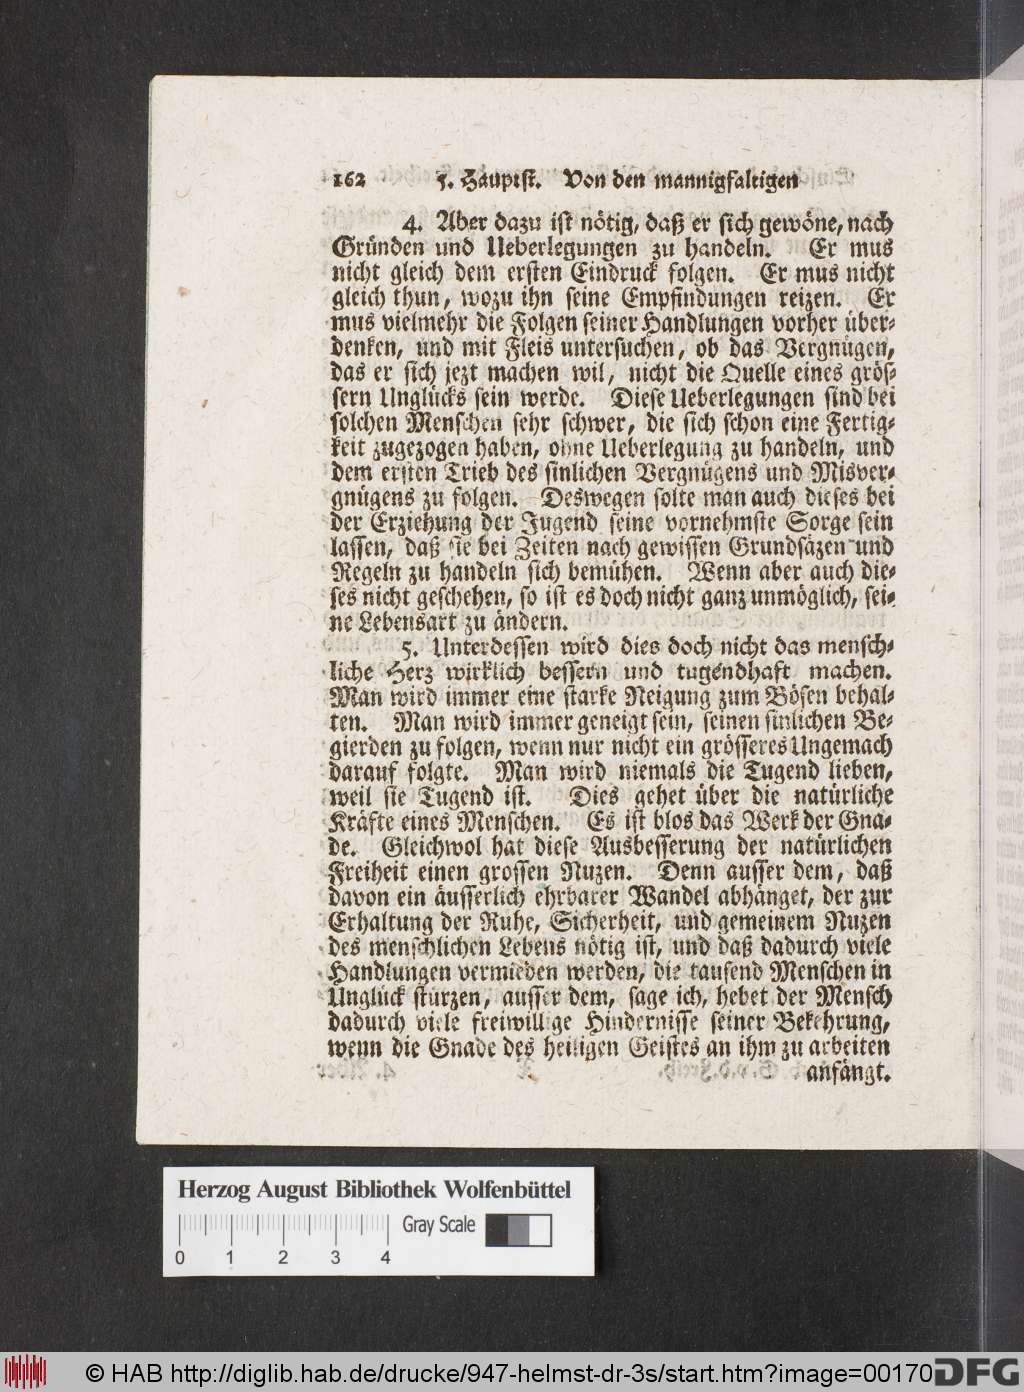 162 5. Hauptst. Von den mannigfaltigen
4. Aber dazu ist nötig, daß er sich gewöne, nach
Gründen und Ueberlegungen zu handeln. Er mus
nicht gleich dem ersten Eindruck folgen. Er mus nicht
gleich thun, wozu ihn seine Empfindungen reizen. Er
mus vielmehr die Folgen seiner Handlungen vorher über-
denken, und mit Fleis untersuchen, ob das Vergnügen,
das er sich jezt machen wil, nicht die Quelle eines grös-
sern Unglücks sein werde. Diese Ueberlegungen sind bei
solchen Menschen sehr schwer, die sich schon eine Fertig-
keit zugezogen haben, ohne Ueberlegung zu handeln, und
dem ersten Trieb des sinlichen Vergnügens und Misver-
gnügens zu folgen. Deswegen solte man auch dieses bei
der Erziehung der Jugend seine vornehmste Sorge sein
lassen, daß sie bei Zeiten nach gewissen Grundsäzen und
Regeln zu handeln sich bemühen. Wenn aber auch die-
ses nicht geschehen, so ist es doch nicht ganz unmöglich, sei-
ne Lebensart zu ändern.
5. Unterdessen wird dies doch nicht das mensch-
liche Herz wirklich bessern und tugendhaft machen.
Man wird immer eine starke Neigung zum Bösen behal-
ten. Man wird immer geneigt sein, seinen sinlichen Be-
gierden zu folgen, wenn nur nicht ein grösseres Ungemach
darauf folgte. Man wird niemals die Tugend lieben,
weil sie Tugend ist. Dies gehet über die natürliche
Kräfte eines Menschen. Es ist blos das Werk der Gna-
de. Gleichwol hat diese Ausbesserung der natürlichen
Freiheit einen grossen Nuzen. Denn ausser dem, daß
davon ein äusserlich ehrbarer Wandel abhänget, der zur
Erhaltung der Ruhe, Sicherheit, und gemeinem Nuzen
des menschlichen Lebens nötig ist, und daß dadurch viele
Handlungen vermieden werden, die tausend Menschen in
Unglück stürzen, ausser dem, sage ich, hebet der Mensch
dadurch viele freiwillige Hindernisse seiner Bekehrung,
wenn die Gnade des heiligen Geistes an ihm zu arbeiten
anfängt.
Herzog August Bibliothek Wolfenbüttel
Gray Scale
0 1 2 3 4
© HAB http://diglib.hab.de/drucke/947-helmst-dr-3s/start.htm?image=00170
DFG